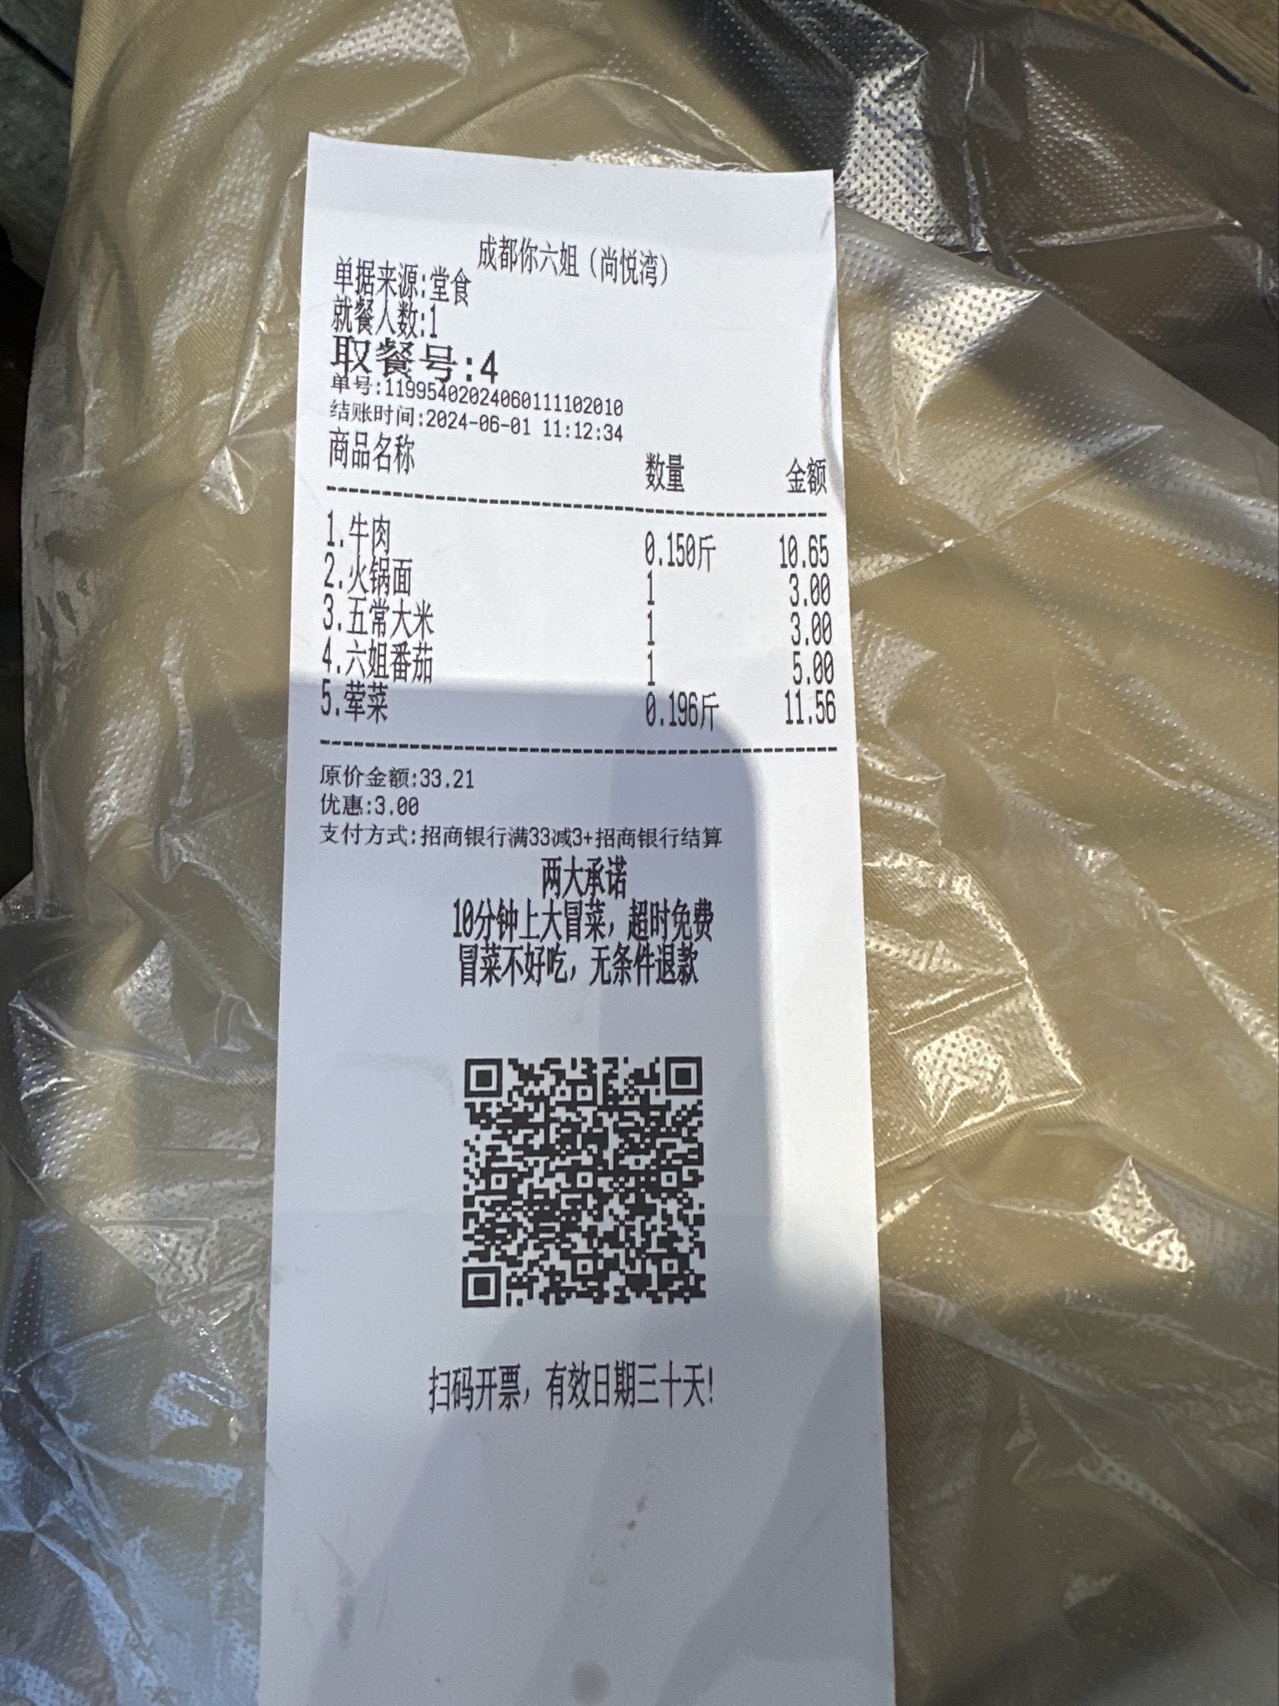 成都你六姐（尚悦湾）
单据来源:堂食
就餐人数:1
取餐号:4
单号:11995402024060111102010
结账时间:2024-06-01 11:12:34
商品名称 数量 金额
1.牛肉 0.150斤 10.65
2.火锅面 1 3.00
3.五常大米 1 3.00
4.六姐番茄 1 5.00
5.荤菜 0.196斤 11.56
原价金额:33.21
优惠:3.00
支付方式:招商银行满33减3+招商银行结算
两大承诺
10分钟上大冒菜，超时免费
冒菜不好吃，无条件退款
扫码开票，有效日期三十天!